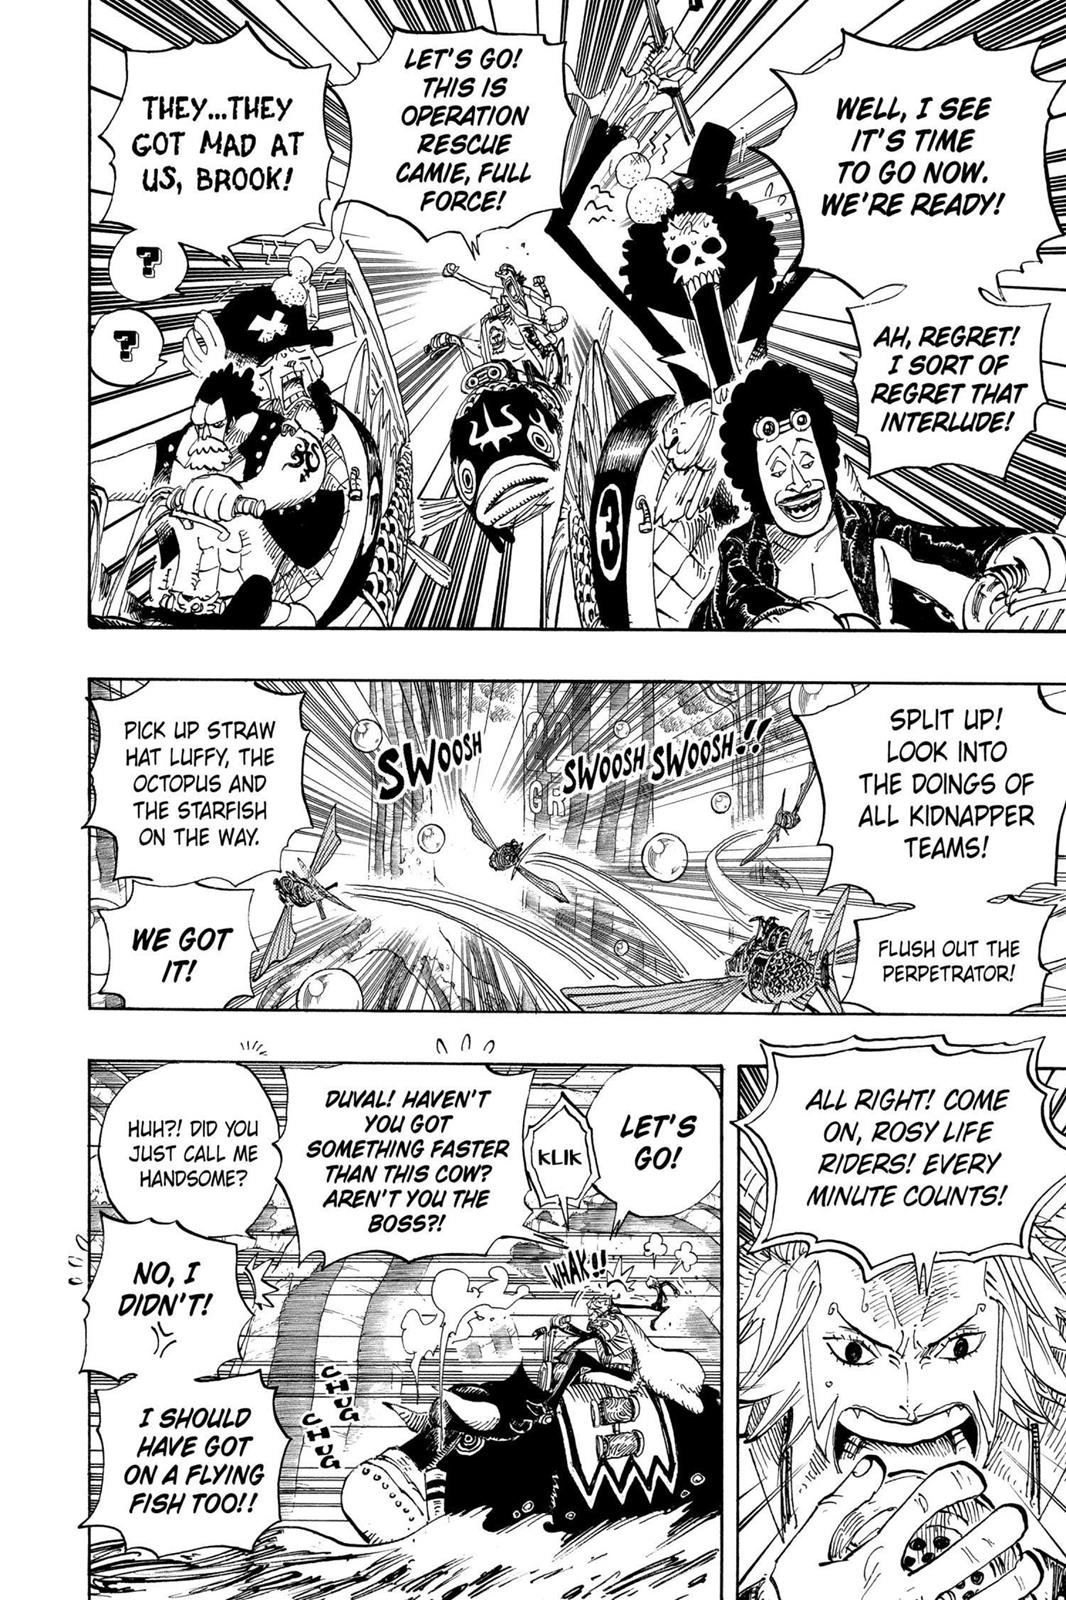 WELL, I SEE
IT'S TIME
TO GO NOW.
WE'RE READY!
AH, REGRET!
I SORT OF
REGRET THAT
INTERLUDE!
LET'S GO!
THIS IS
OPERATION
RESCUE
CAMIE, FULL
FORCE!
THEY...THEY
GOT MAD AT
US, BROOK!
?
?
3
SPLIT UP!
LOOK INTO
THE DOINGS OF
ALL KIDNAPPER
TEAMS!
FLUSH OUT THE
PERPETRATOR!
SWOOSH SWOOSH!!
SWOOSH
GR
PICK UP STRAW
HAT LUFFY, THE
OCTOPUS AND
THE STARFISH
ON THE WAY.
WE GOT
IT!
ALL RIGHT! COME
ON, ROSY LIFE
RIDERS! EVERY
MINUTE COUNTS!
LET'S
GO!
KLIK
DUVAL! HAVEN'T
YOU GOT
SOMETHING FASTER
THAN THIS COW?
AREN'T YOU THE
BOSS?!
WHAK!!
HUH?! DID YOU
JUST CALL ME
HANDSOME?
NO, I
DIDN'T!
I SHOULD
HAVE GOT
ON A FLYING
FISH TOO!!
CHUG
CHUG